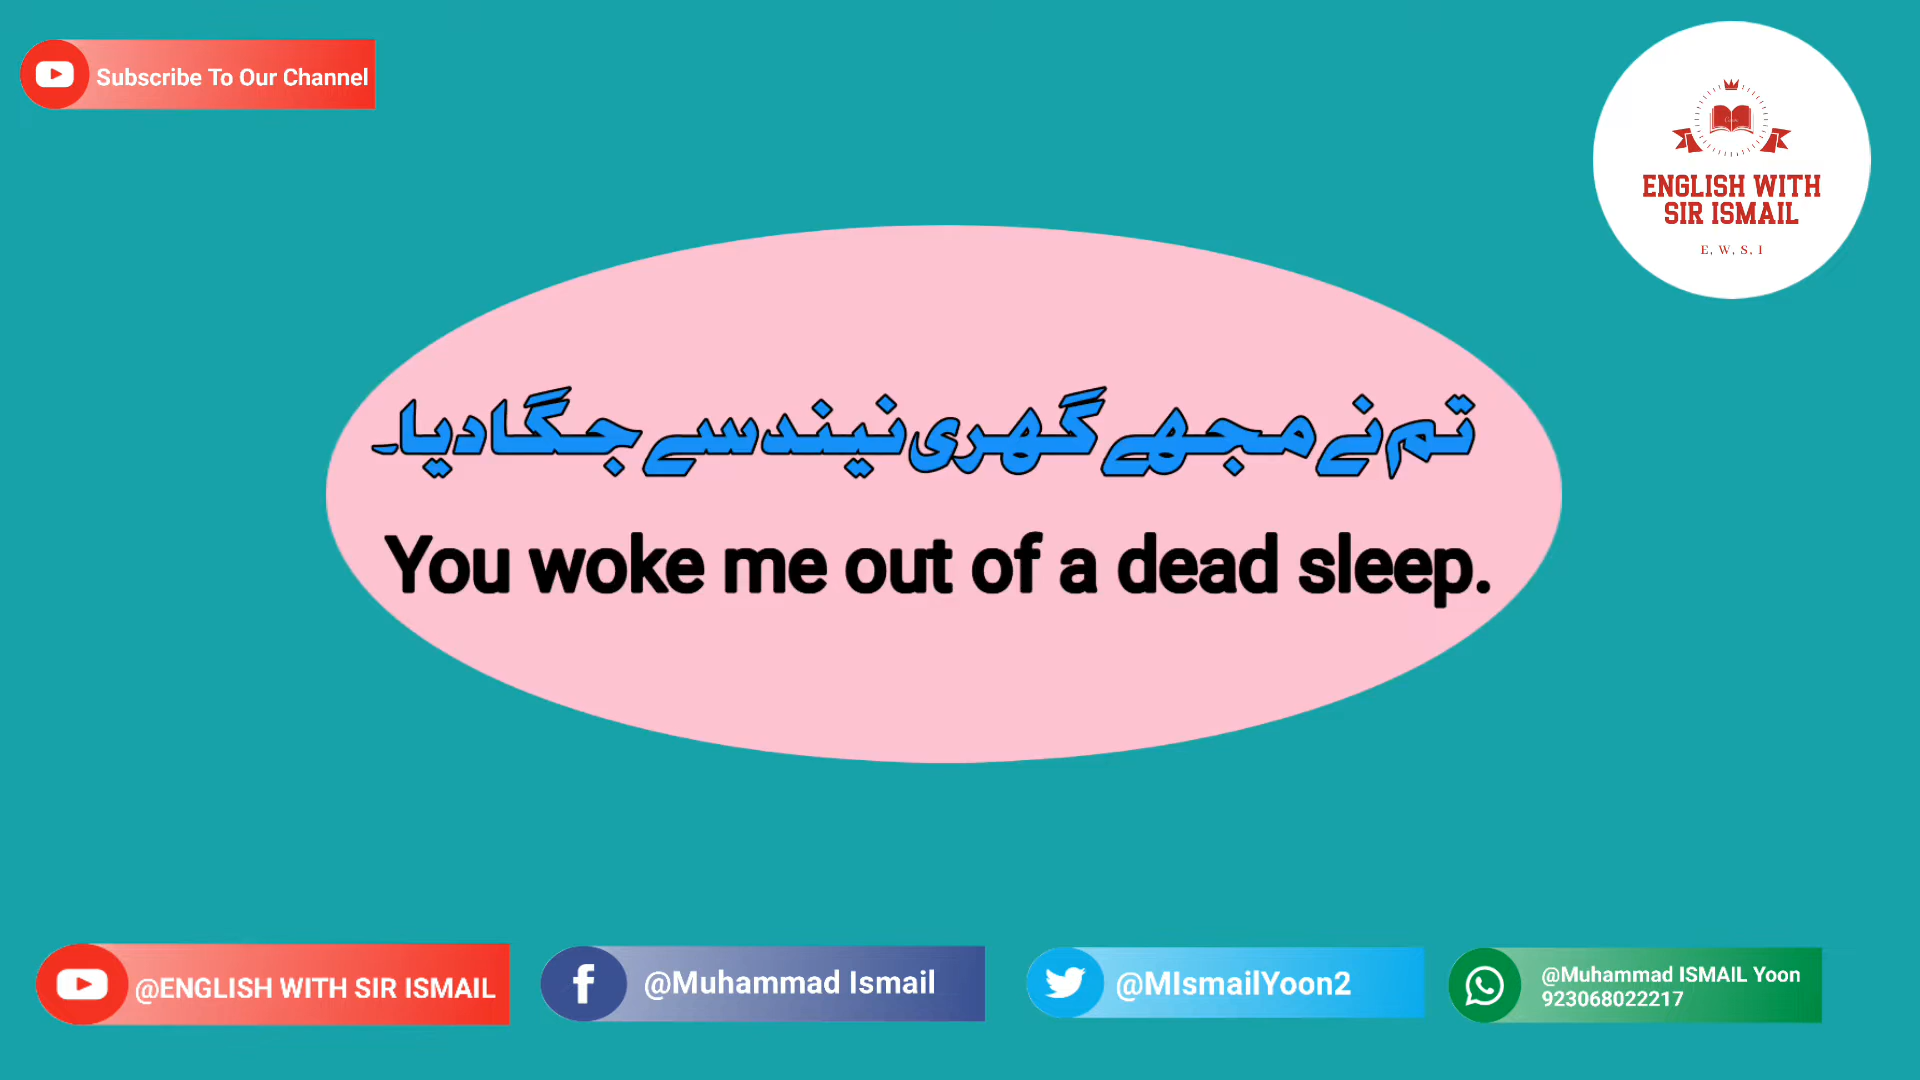 Subscribe To Our Channel
ENGLISH WITH
SIR ISMAIL
E, W, S, I
تم نے مجھے گھری نیند سے جگا دیا۔
You woke me out of a dead sleep.
@ENGLISH WITH SIR ISMAIL
@Muhammad Ismail
@MIsmailYoon2
@Muhammad ISMAIL Yoon
923068022217